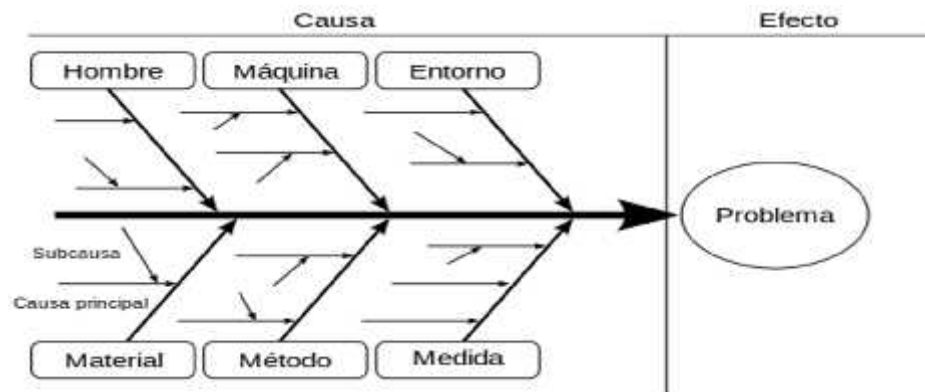 Causa
Efecto
Hombre
Máquina
Entorno
Problema
Subcausa
Causa principal
Material
Método
Medida